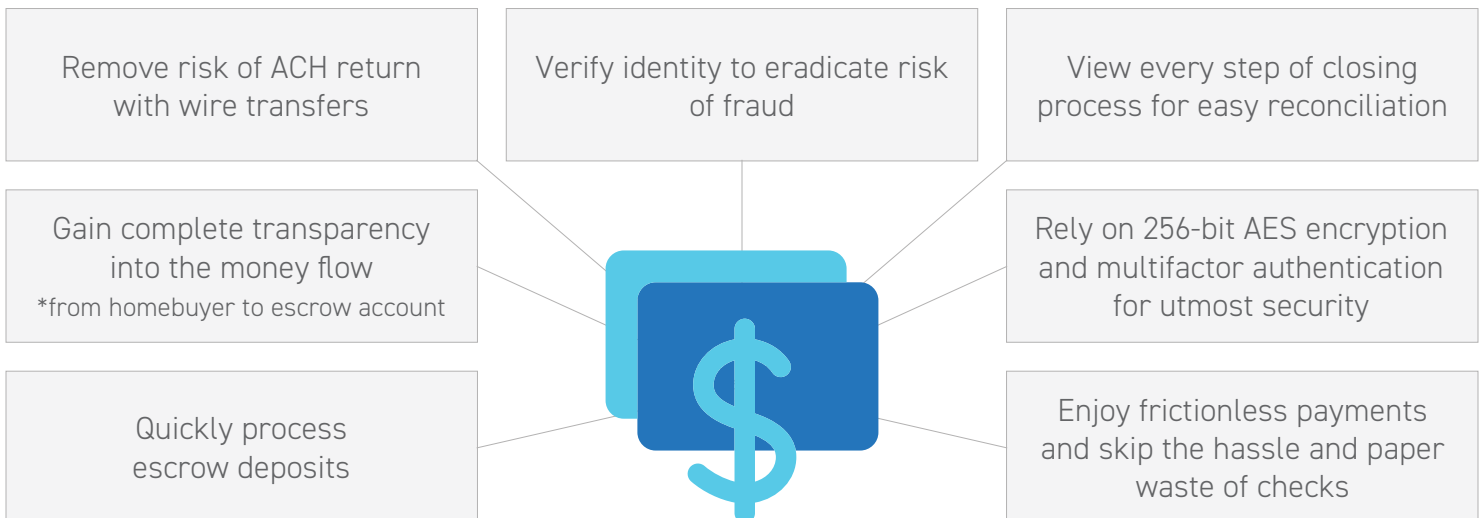 Remove risk of ACH return
with wire transfers
Verify identity to eradicate risk
of fraud
View every step of closing
process for easy reconciliation
Gain complete transparency
into the money flow
*from homebuyer to escrow account
Rely on 256-bit AES encryption
and multifactor authentication
for utmost security
Quickly process
escrow deposits
Enjoy frictionless payments
and skip the hassle and paper
waste of checks
$